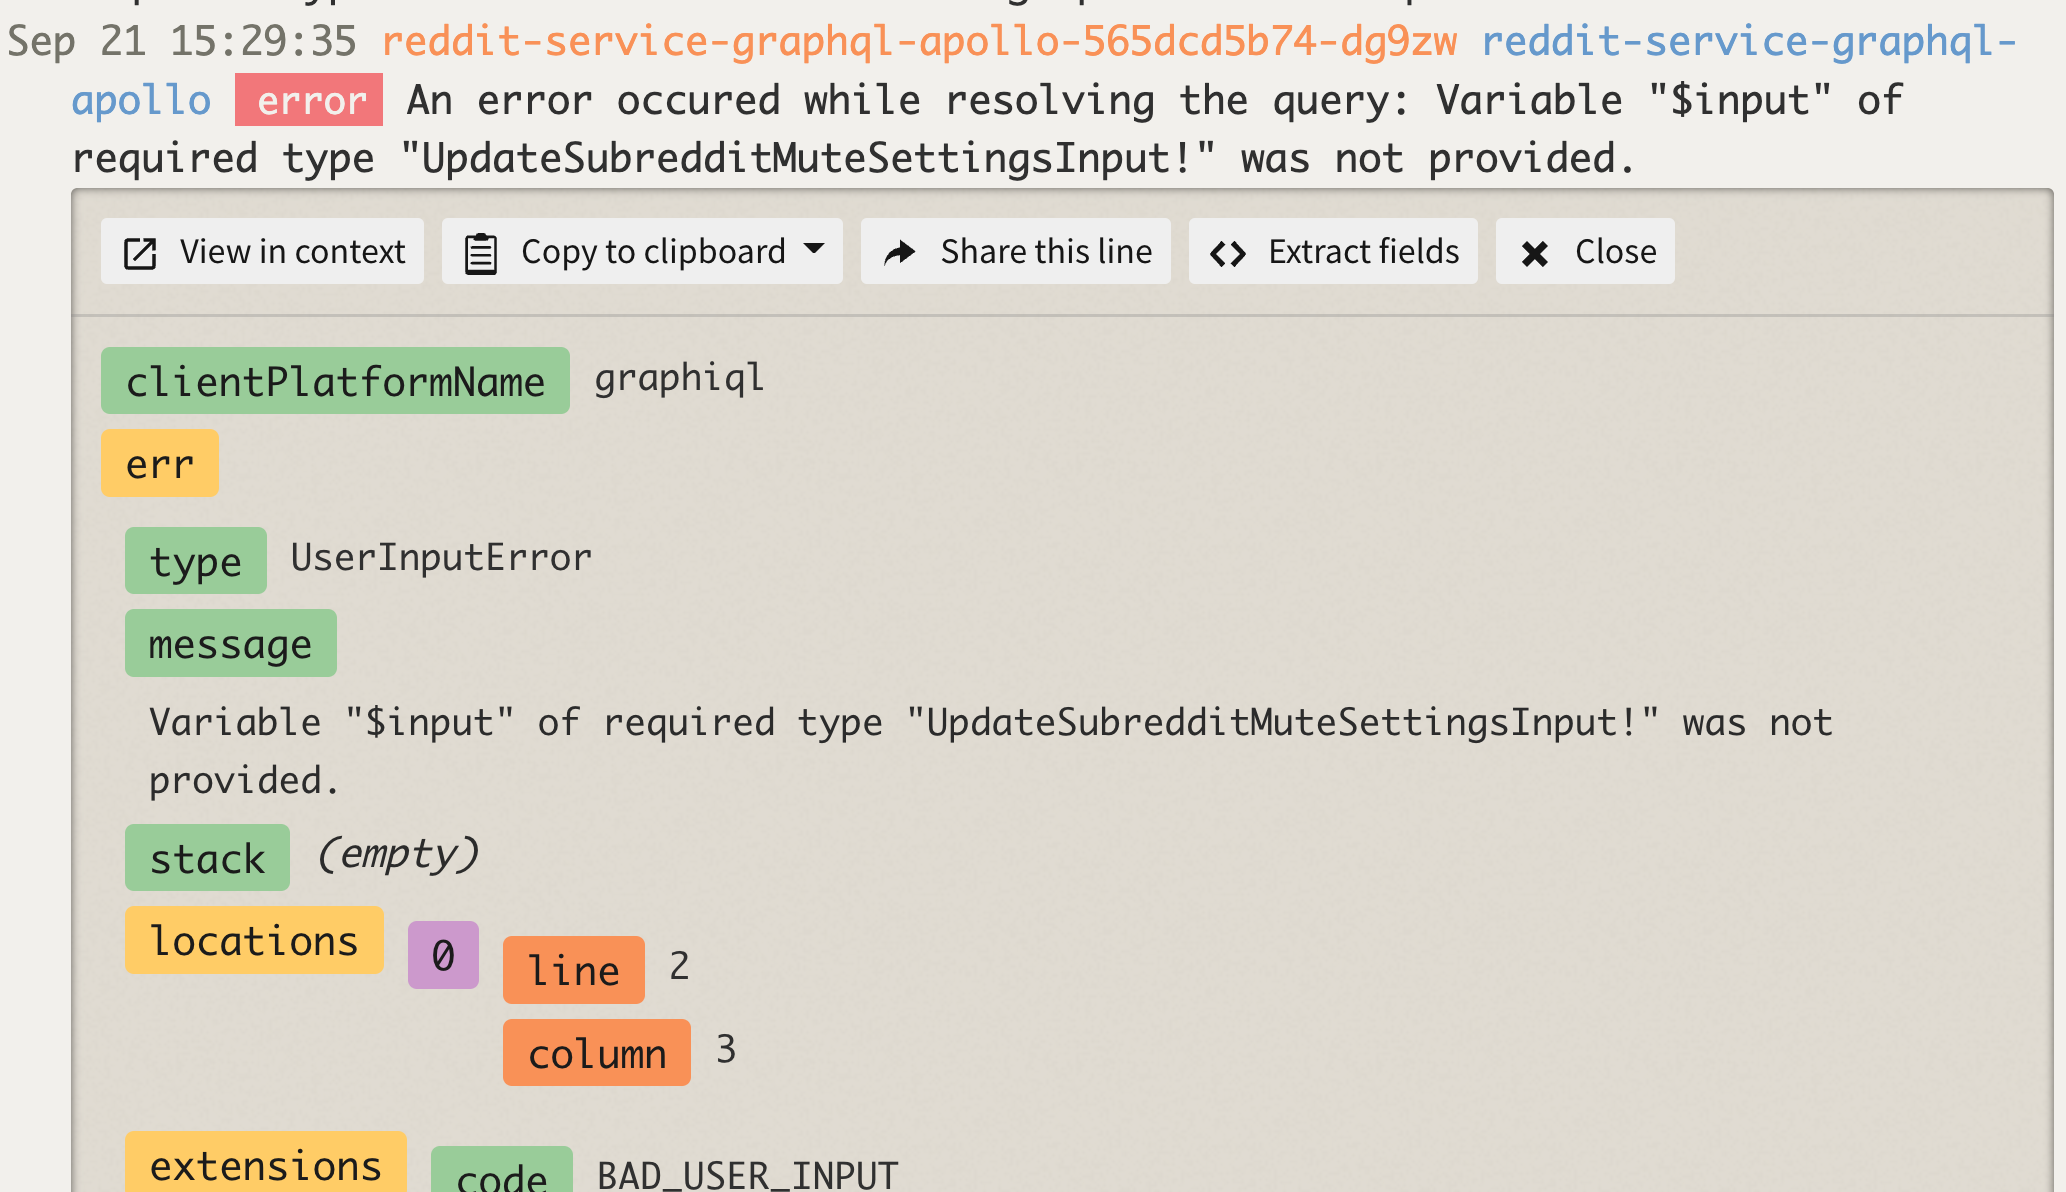 Sep 21 15:29:35 reddit-service-graphql-apollo-565dcd5b74-dg9zw reddit-service-graphql-
apollo error An error occured while resolving the query: Variable "$input" of
required type "UpdateSubredditMuteSettingsInput!" was not provided.
View in context Copy to clipboard Share this line Extract fields Close
clientPlatformName graphiql
err
type UserInputError
message
Variable "$input" of required type "UpdateSubredditMuteSettingsInput!" was not
provided.
stack (empty)
locations 0 line 2
column 3
extensions code BAD_USER_INPUT